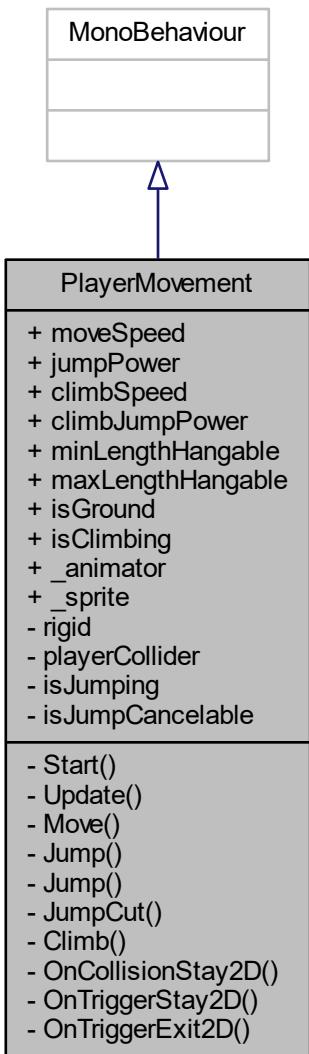 MonoBehaviour
PlayerMovement
+ moveSpeed
+ jumpPower
+ climbSpeed
+ climbJumpPower
+ minLengthHangable
+ maxLengthHangable
+ isGround
+ isClimbing
+ _animator
+ _sprite
- rigid
- playerCollider
- isJumping
- isJumpCancelable
- Start()
- Update()
- Move()
- Jump()
- Jump()
- JumpCut()
- Climb()
- OnCollisionStay2D()
- OnTriggerStay2D()
- OnTriggerExit2D()